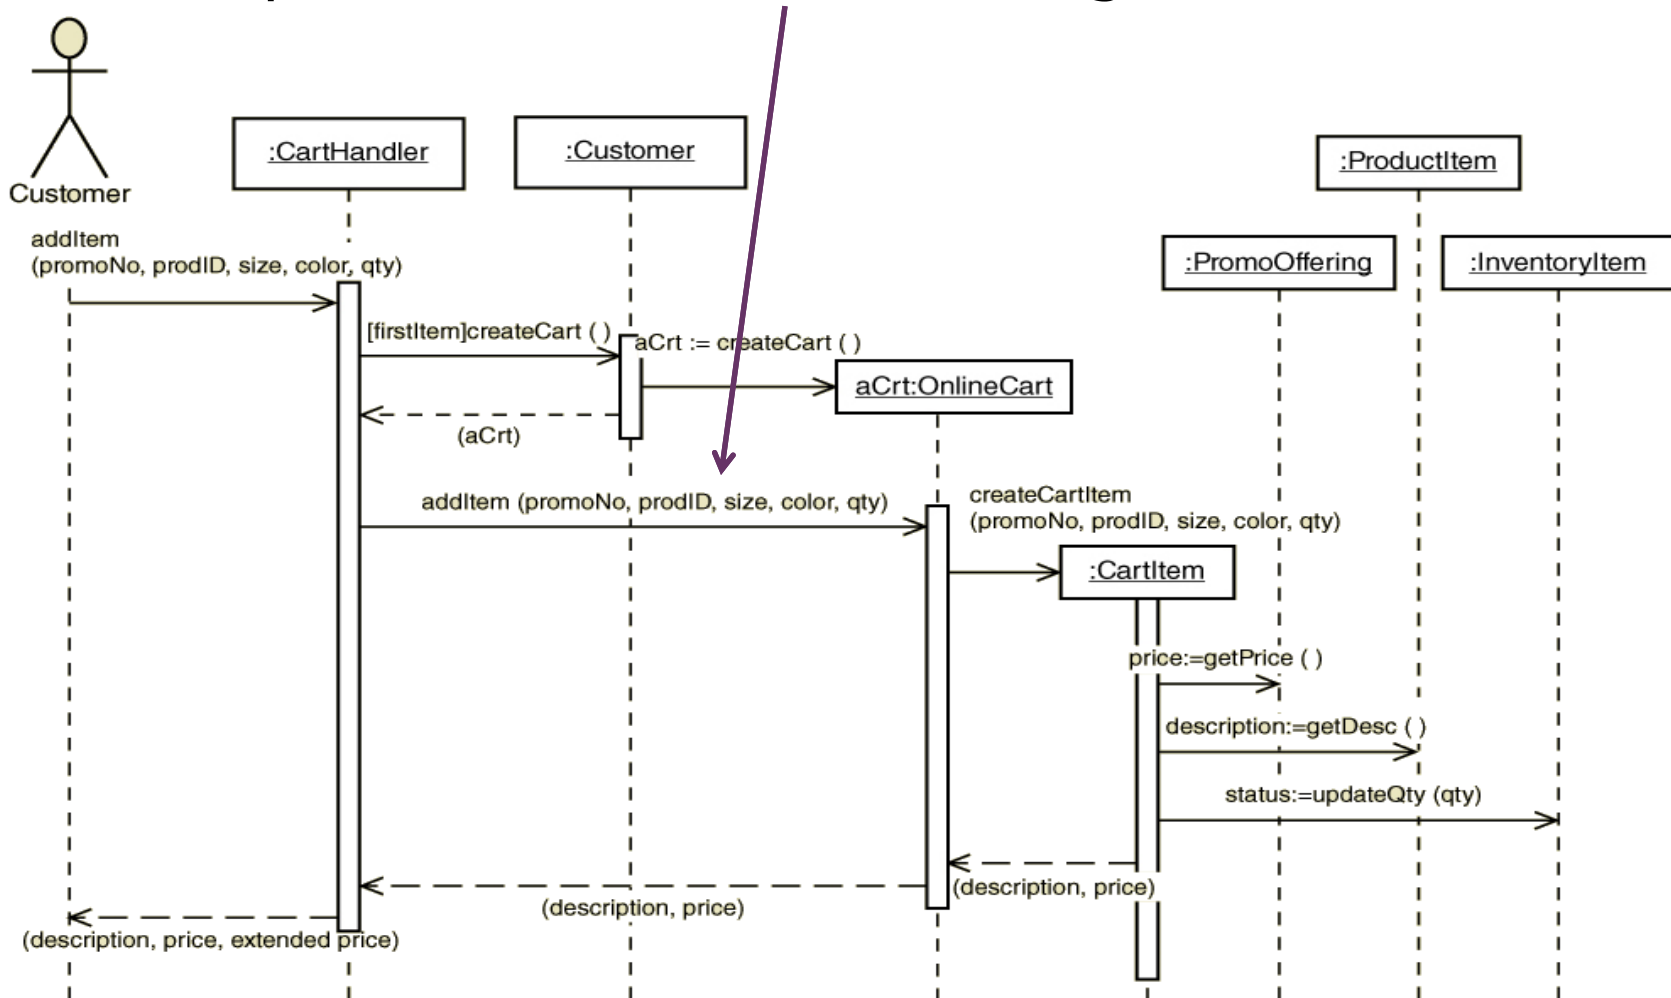 :CartHandler
:Customer
:ProductItem
Customer
addItem
(promoNo, prodID, size, color, qty)
:PromoOffering
:InventoryItem
[firstItem]createCart ( )
aCrt := createCart ( )
aCrt:OnlineCart
(aCrt)
addItem (promoNo, prodID, size, color, qty)
createCartItem
(promoNo, prodID, size, color, qty)
:CartItem
price:=getPrice ( )
description:=getDesc ( )
status:=updateQty (qty)
(description, price)
(description, price)
(description, price, extended price)